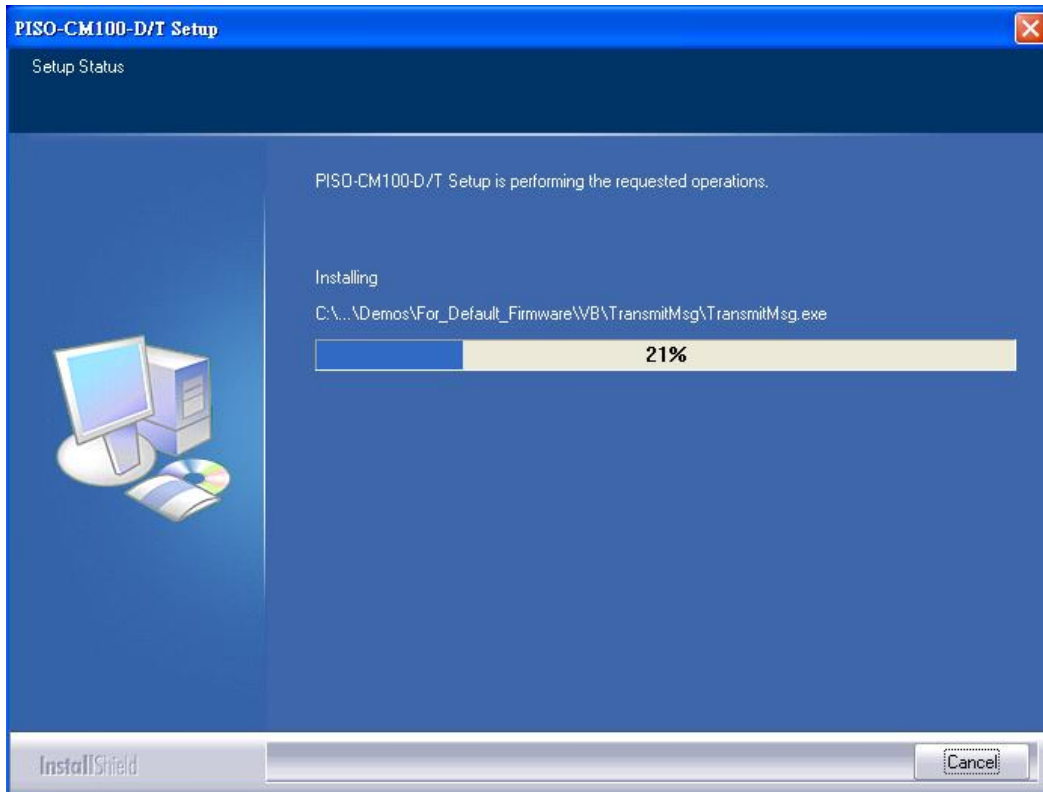 PISO-CM100-D/T Setup
Setup Status
PISO-CM100-D/T Setup is performing the requested operations.
Installing
C:\...\Demos\For_Default_Firmware\VB\TransmitMsg\TransmitMsg.exe
21%
InstallShield
Cancel